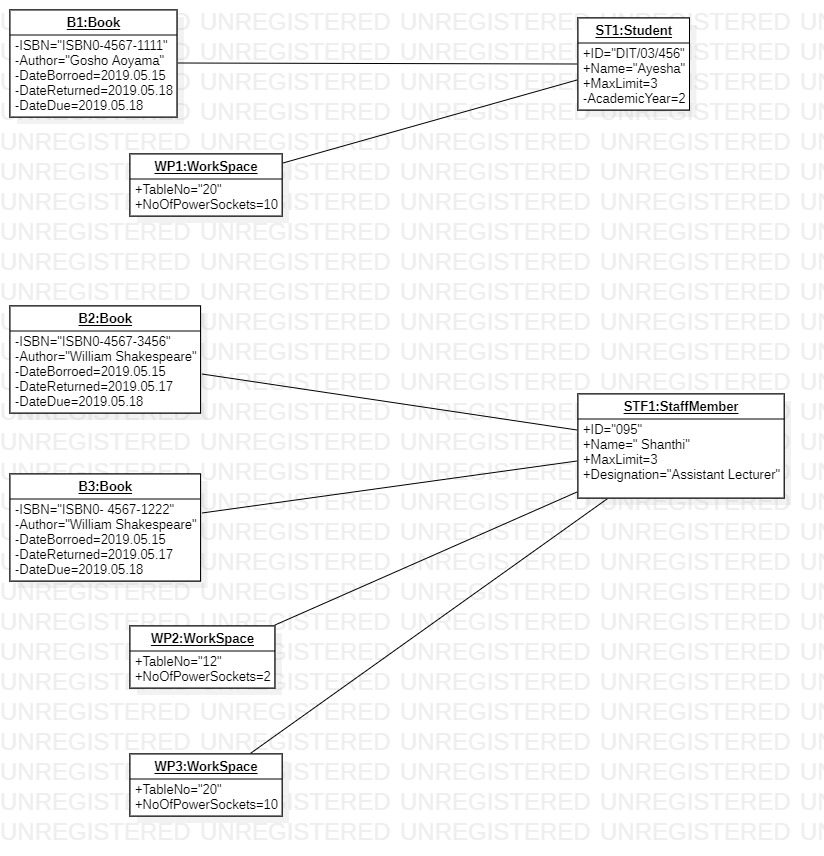 B1:Book
-ISBN="ISBN0-4567-1111"
-Author="Gosho Aoyama"
-DateBorroed=2019.05.15
-DateReturned=2019.05.18
-DateDue=2019.05.18
ST1:Student
+ID="DIT/03/456"
+Name="Ayesha"
+MaxLimit=3
-AcademicYear=2
WP1:WorkSpace
+TableNo="20"
+NoOfPowerSockets=10
B2:Book
-ISBN="ISBN0-4567-3456"
-Author="William Shakespeare"
-DateBorroed=2019.05.15
-DateReturned=2019.05.17
-DateDue=2019.05.18
STF1:StaffMember
+ID="095"
+Name=" Shanthi"
+MaxLimit=3
+Designation="Assistant Lecturer"
B3:Book
-ISBN="ISBN0- 4567-1222"
-Author="William Shakespeare"
-DateBorroed=2019.05.15
-DateReturned=2019.05.17
-DateDue=2019.05.18
WP2:WorkSpace
+TableNo="12"
+NoOfPowerSockets=2
WP3:WorkSpace
+TableNo="20"
+NoOfPowerSockets=10
UNREGISTERED